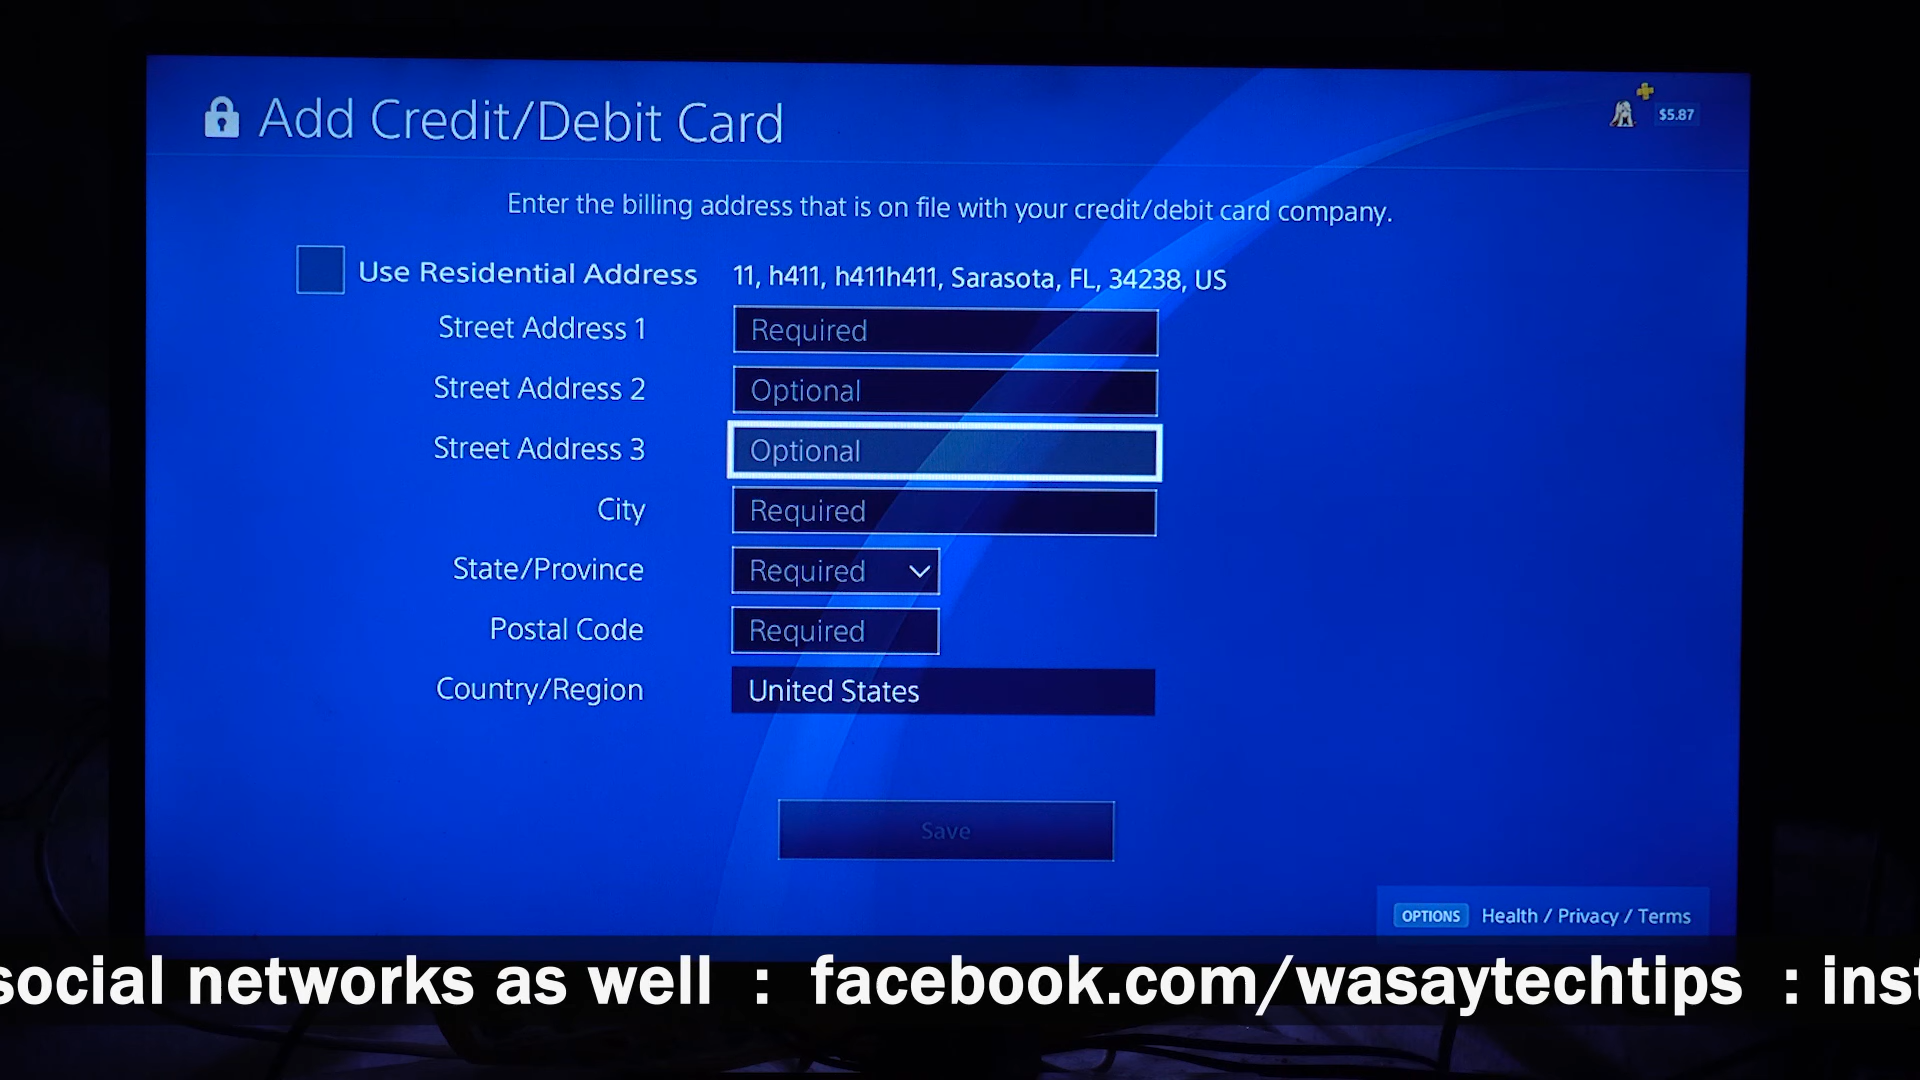 Add Credit/Debit Card
$5.87
Enter the billing address that is on file with your credit/debit card company.
Use Residential Address 11, h411, h411h411, Sarasota, FL, 34238, US
Street Address 1 Required
Street Address 2 Optional
Street Address 3 Optional
City Required
State/Province Required
Postal Code Required
Country/Region United States
Save
OPTIONS Health / Privacy / Terms
social networks as well : facebook.com/wasaytechtips : inst